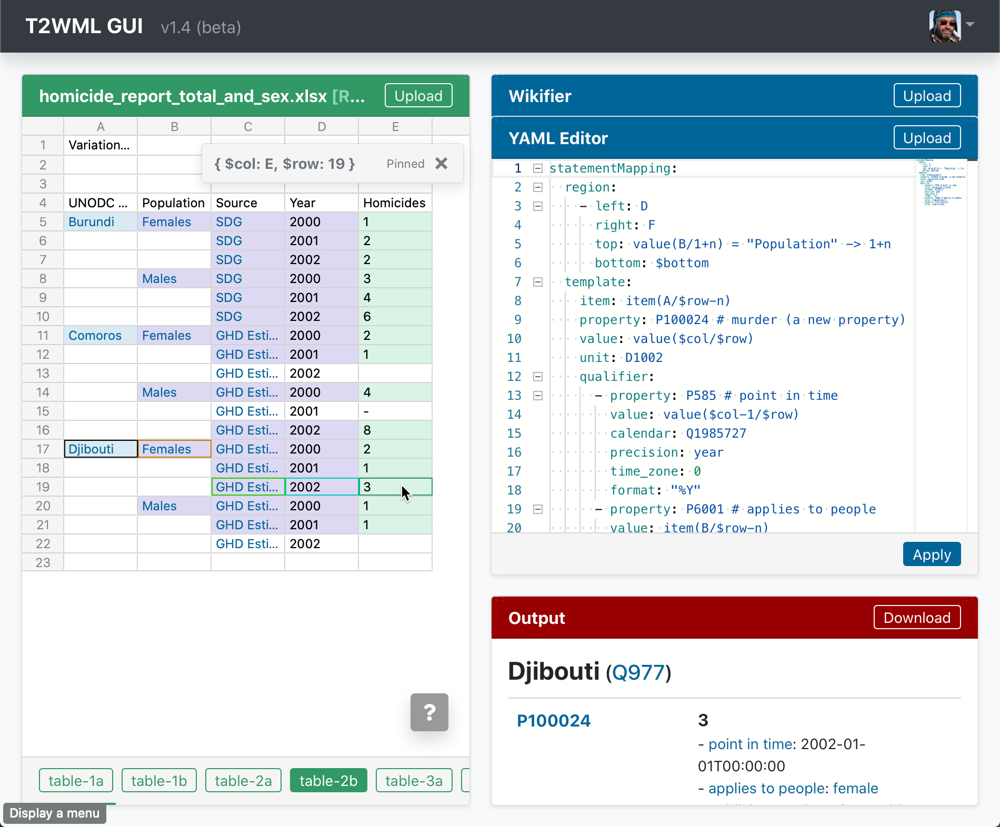 T2WML GUI v1.4 (beta)
homicide_report_total_and_sex.xlsx [R... Upload
A B C D E
1 Variation...
{ $col: E, $row: 19 } Pinned
2
3
4 UNODC ... Population Source Year Homicides
5 Burundi Females SDG 2000 1
6 SDG 2001 2
7 SDG 2002 2
8 Males SDG 2000 3
9 SDG 2001 4
10 SDG 2002 6
11 Comoros Females GHD Esti... 2000 2
12 GHD Esti... 2001 1
13 GHD Esti... 2002
14 Males GHD Esti... 2000 4
15 GHD Esti... 2001 -
16 GHD Esti... 2002 8
17 Djibouti Females GHD Esti... 2000 2
18 GHD Esti... 2001 1
19 GHD Esti... 2002 3
20 Males GHD Esti... 2000 1
21 GHD Esti... 2001 1
22 GHD Esti... 2002
23
?
table-1a table-1b table-2a table-2b table-3a
Display a menu
Wikifier Upload
YAML Editor Upload
1 statementMapping:
2 region:
3 - left: D
4 right: F
5 top: value(B/1+n) = "Population" -> 1+n
6 bottom: $bottom
7 template:
8 item: item(A/$row-n)
9 property: P100024 # murder (a new property)
10 value: value($col/$row)
11 unit: D1002
12 qualifier:
13 - property: P585 # point in time
14 value: value($col-1/$row)
15 calendar: Q1985727
16 precision: year
17 time_zone: 0
18 format: "%Y"
19 - property: P6001 # applies to people
20 value: item(B/$row-n)
Apply
Output Download
Djibouti (Q977)
P100024 3
- point in time: 2002-01-
01T00:00:00
- applies to people: female